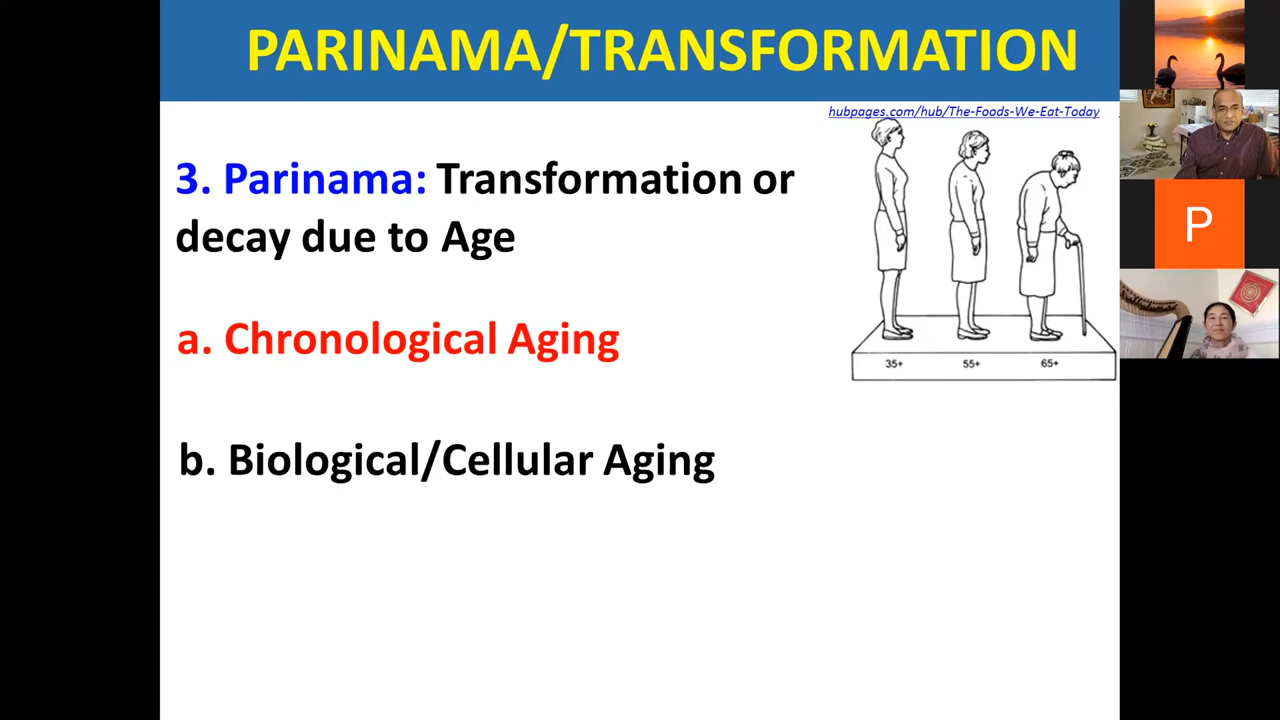 PARINAMA/TRANSFORMATION
hubpages.com/hub/The-Foods-We-Eat-Today
3. Parinama: Transformation or
decay due to Age
a. Chronological Aging
b. Biological/Cellular Aging
35+ 55+ 65+
P